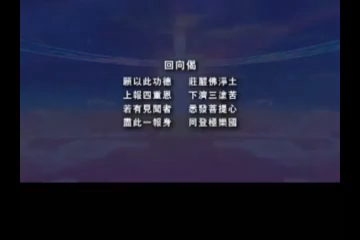 回向偈
願以此功德　莊嚴佛淨土
上報四重恩　下濟三塗苦
若有見聞者　悉發菩提心
盡此一報身　同登極樂國